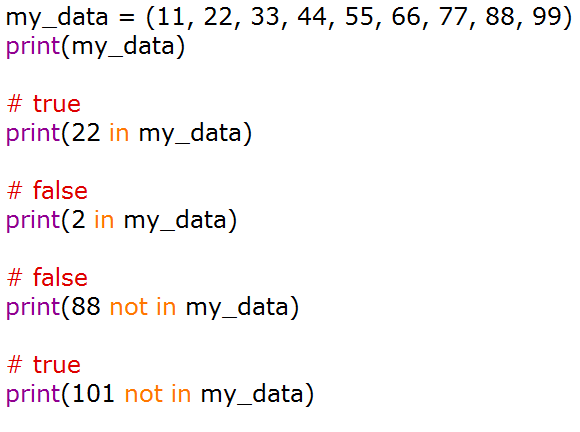 my_data = (11, 22, 33, 44, 55, 66, 77, 88, 99)
print(my_data)
# true
print(22 in my_data)
# false
print(2 in my_data)
# false
print(88 not in my_data)
# true
print(101 not in my_data)